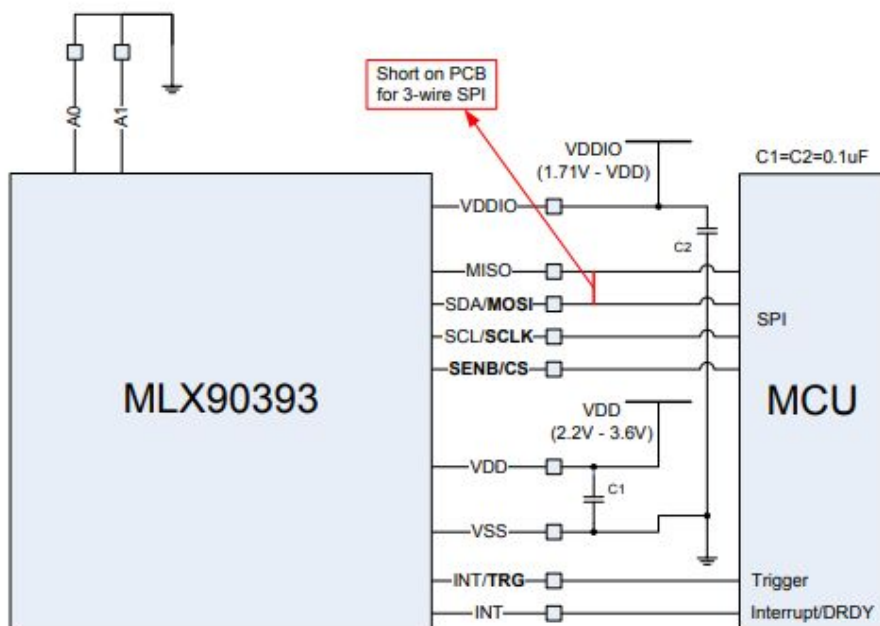 A0
A1
Short on PCB
for 3-wire SPI
VDDIO
(1.71V - VDD)
C1=C2=0.1uF
VDDIO
C2
MISO
SDA/MOSI
SCL/SCLK
SENB/CS
SPI
MLX90393
MCU
VDD
(2.2V - 3.6V)
VDD
C1
VSS
INT/TRG
Trigger
INT
Interrupt/DRDY